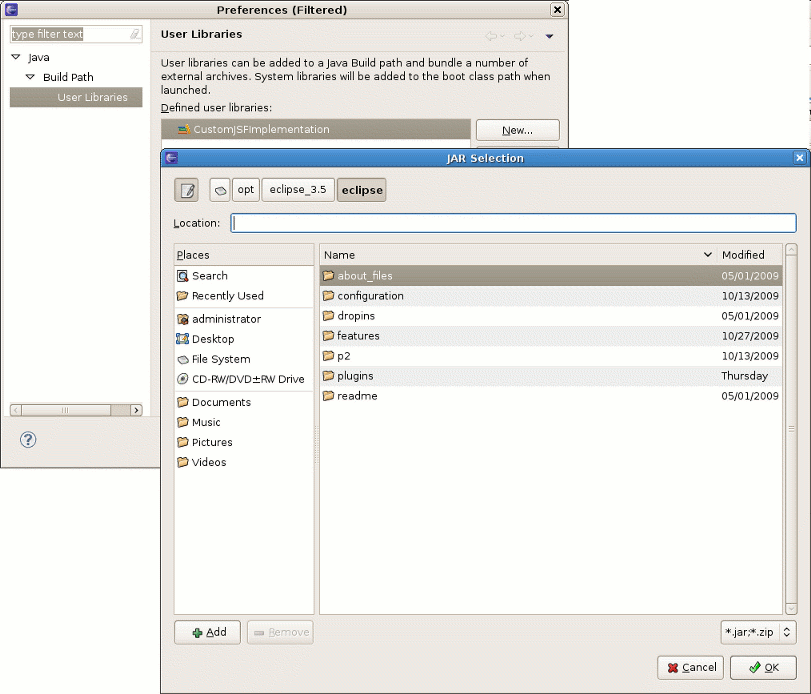 Preferences (Filtered)
type filter text
Java
Build Path
User Libraries
User Libraries
User libraries can be added to a Java Build path and bundle a number of
external archives. System libraries will be added to the boot class path when
launched.
Defined user libraries:
CustomJSFImplementation
New...
JAR Selection
opt
eclipse_3.5
eclipse
Location:
Places
Search
Recently Used
administrator
Desktop
File System
CD-RW/DVD±RW Drive
Documents
Music
Pictures
Videos
Name Modified
about_files 05/01/2009
configuration 10/13/2009
dropins 05/01/2009
features 10/27/2009
p2 10/13/2009
plugins Thursday
readme 05/01/2009
Add
Remove
*.jar;*.zip
Cancel
OK